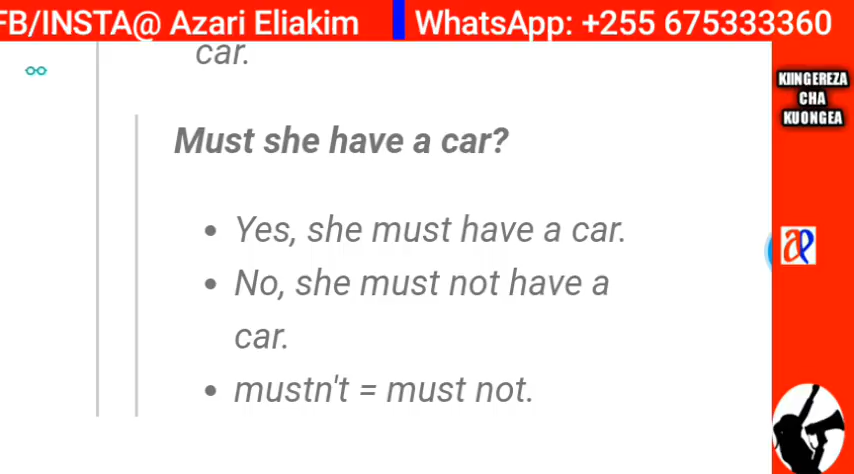 FB/INSTA@ Azari Eliakim WhatsApp: +255 675333360
car.
KIINGEREZA
CHA
KUONGEA
Must she have a car?
• Yes, she must have a car.
• No, she must not have a
car.
• mustn't = must not.